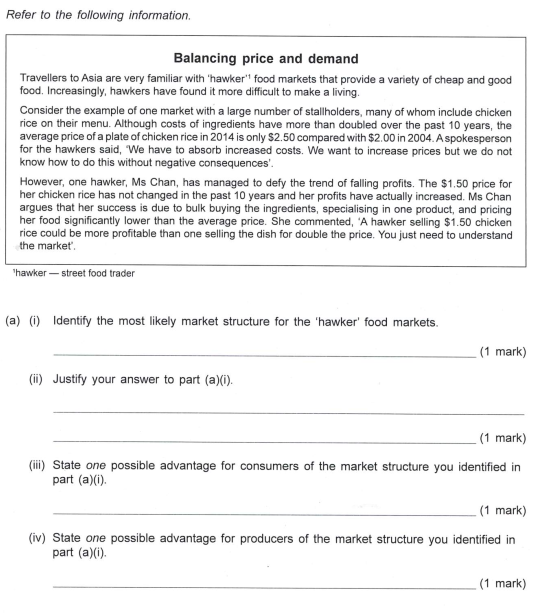 Refer to the following information.
Balancing price and demand
Travellers to Asia are very familiar with 'hawker'¹ food markets that provide a variety of cheap and good
food. Increasingly, hawkers have found it more difficult to make a living.
Consider the example of one market with a large number of stallholders, many of whom include chicken
rice on their menu. Although costs of ingredients have more than doubled over the past 10 years, the
average price of a plate of chicken rice in 2014 is only $2.50 compared with $2.00 in 2004. A spokesperson
for the hawkers said, 'We have to absorb increased costs. We want to increase prices but we do not
know how to do this without negative consequences'.
However, one hawker, Ms Chan, has managed to defy the trend of falling profits. The $1.50 price for
her chicken rice has not changed in the past 10 years and her profits have actually increased. Ms Chan
argues that her success is due to bulk buying the ingredients, specialising in one product, and pricing
her food significantly lower than the average price. She commented, 'A hawker selling $1.50 chicken
rice could be more profitable than one selling the dish for double the price. You just need to understand
the market'.
¹hawker — street food trader
(a) (i) Identify the most likely market structure for the 'hawker' food markets.
(1 mark)
(ii) Justify your answer to part (a)(i).
(1 mark)
(iii) State one possible advantage for consumers of the market structure you identified in
part (a)(i).
(1 mark)
(iv) State one possible advantage for producers of the market structure you identified in
part (a)(i).
(1 mark)